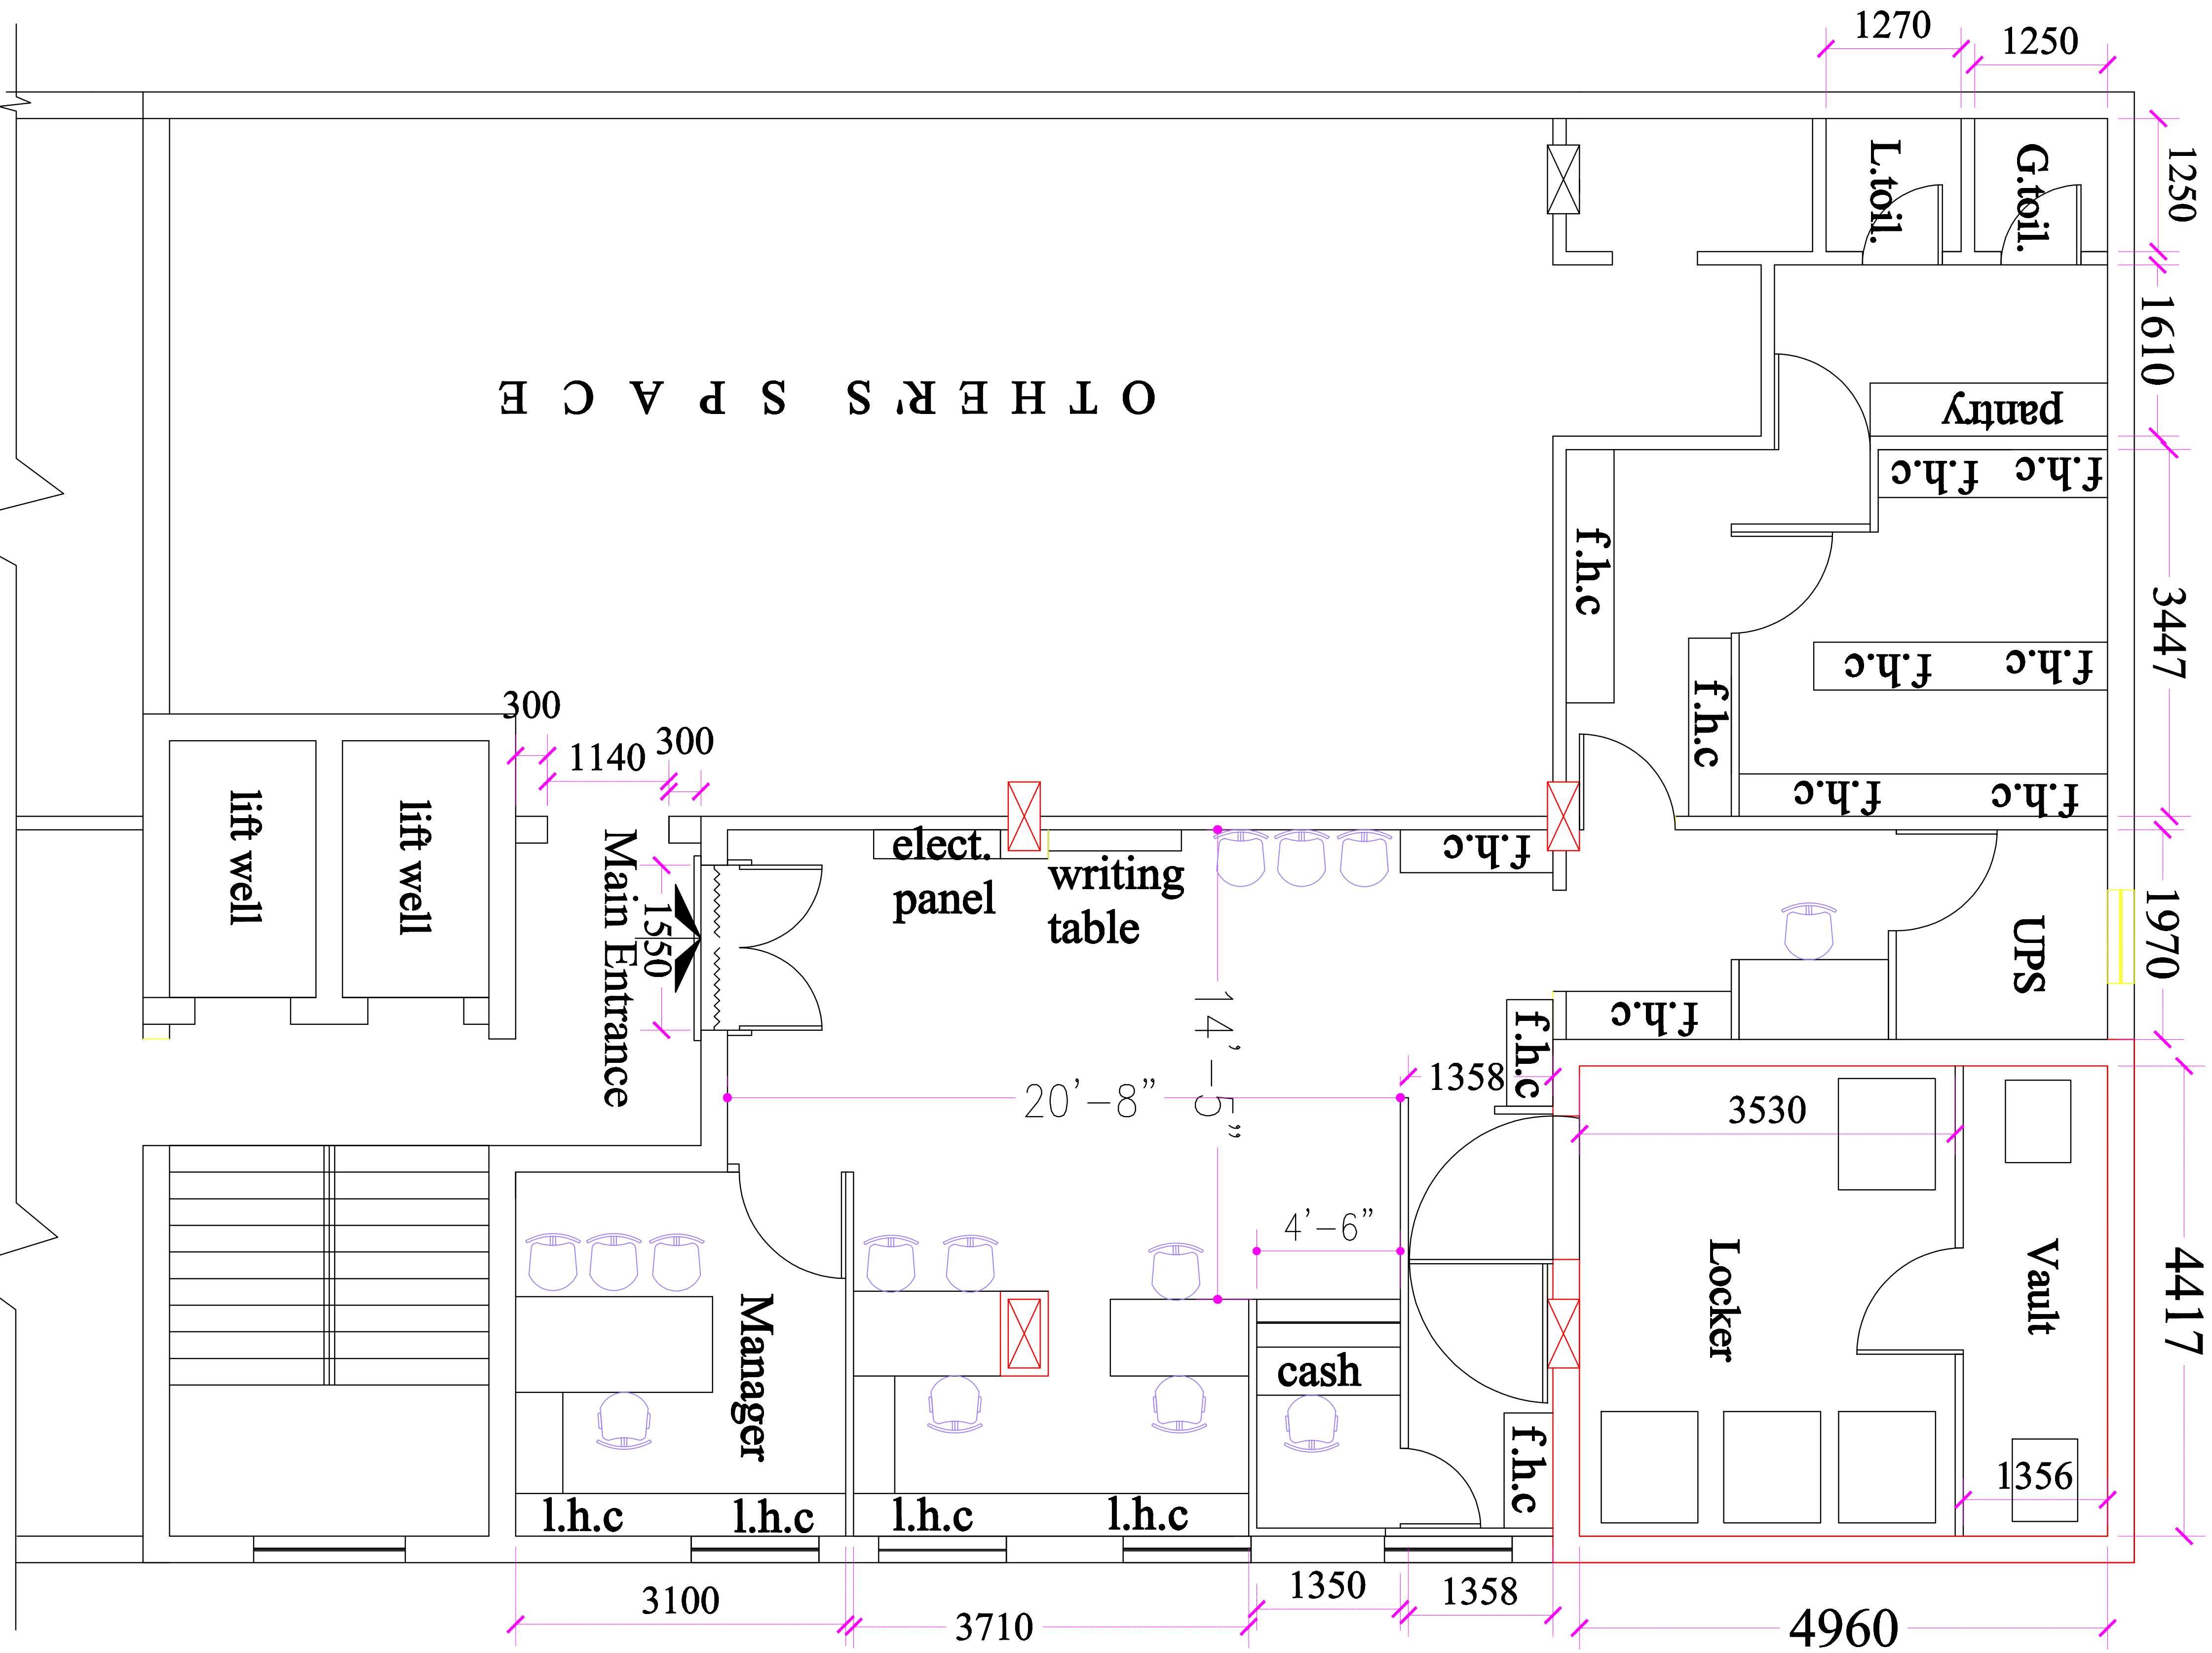 1270
1250
1250
L.toil.
G.toil.
1610
pantry
OTHER'S SPACE
f.h.c f.h.c
f.h.c
3447
f.h.c f.h.c
f.h.c
f.h.c f.h.c
300
1140
300
lift well
lift well
Main Entrance
1550
elect.
panel
writing
table
f.h.c
UPS
1970
14'-5"
f.h.c
f.h.c
1358
20'-8"
3530
4'-6"
Manager
cash
Locker
Vault
4417
f.h.c
1356
l.h.c
l.h.c
l.h.c
l.h.c
3100
3710
1350
1358
4960